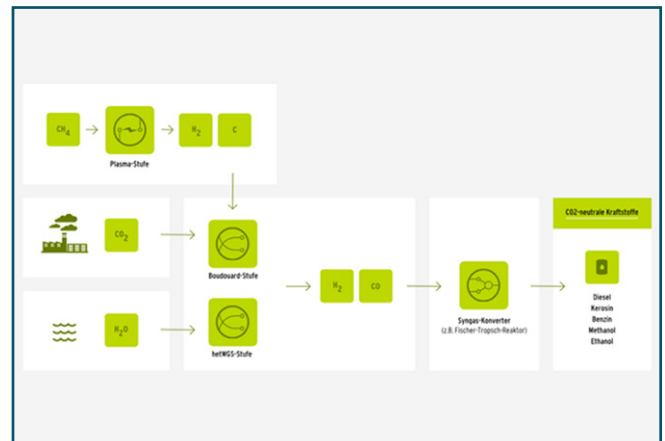 CH₄
H₂
C
Plasma-Stufe
CO₂
Boudouard-Stufe
H₂O
hetWGS-Stufe
H₂
CO
Syngas-Konverter
(z.B. Fischer-Tropsch-Reaktor)
CO2-neutrale Kraftstoffe
Diesel
Kerosin
Benzin
Methanol
Ethanol